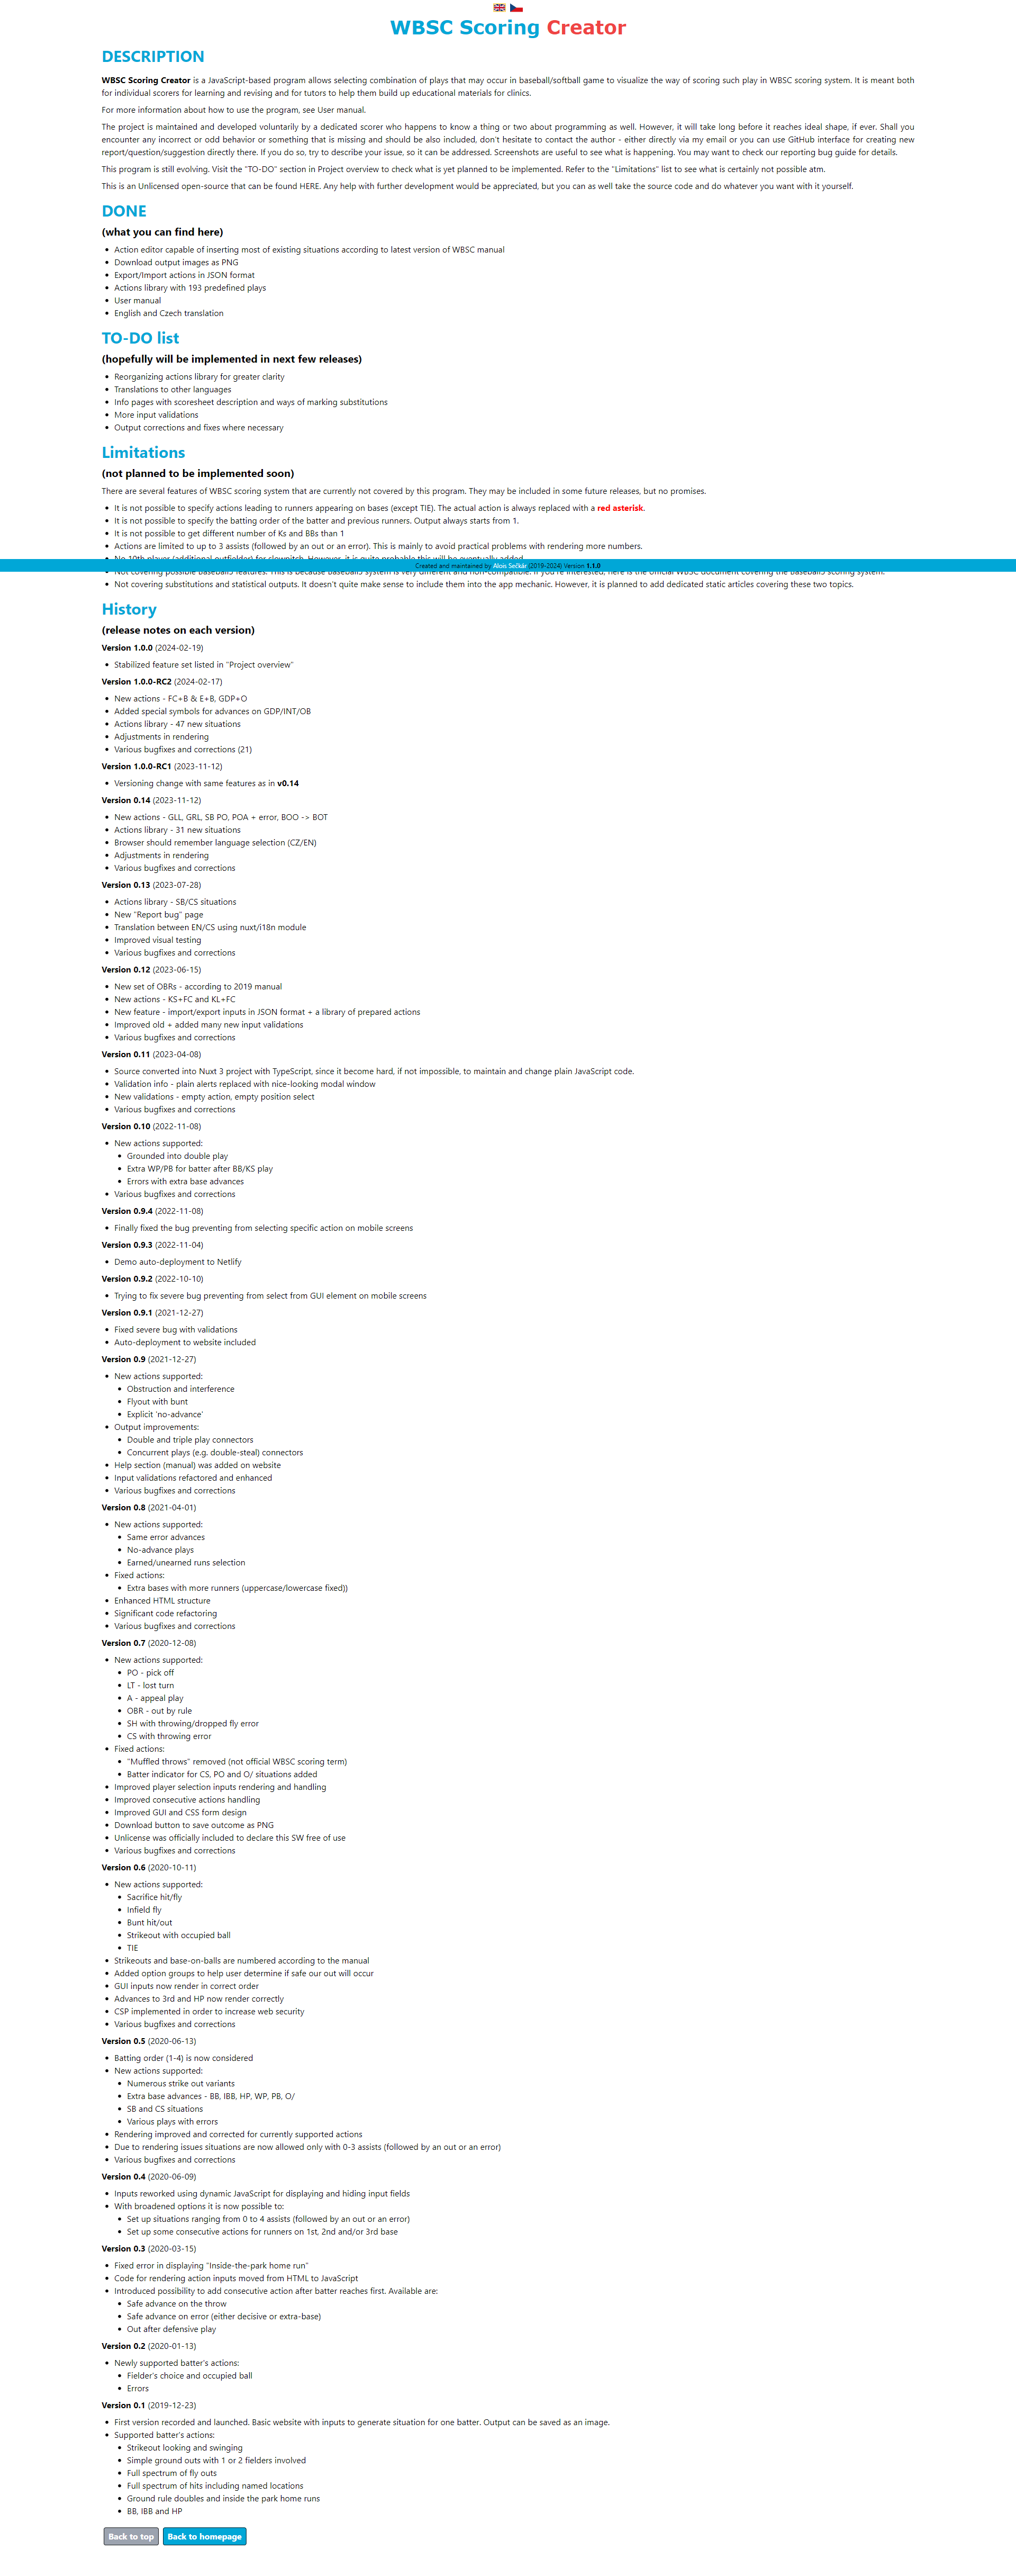 WBSC Scoring Creator
DESCRIPTION
WBSC Scoring Creator is a JavaScript-based program allows selecting combination of plays that may occur in baseball/softball game to visualize the way of scoring such play in WBSC scoring system. It is meant both
for individual scorers for learning and revising and for tutors to help them build up educational materials for clinics.
For more information about how to use the program, see User manual.
The project is maintained and developed voluntarily by a dedicated scorer who happens to know a thing or two about programming as well. However, it will take long before it reaches ideal shape, if ever. Shall you
encounter any incorrect or odd behavior or something that is missing and should be also included, don't hesitate to contact the author - either directly via my email or you can use GitHub interface for creating new
report/question/suggestion directly there. If you do so, try to describe your issue, so it can be addressed. Screenshots are useful to see what is happening. You may want to check our reporting bug guide for details.
This program is still evolving. Visit the "TO-DO" section in Project overview to check what is yet planned to be implemented. Refer to the "Limitations" list to see what is certainly not possible atm.
This is an Unlicensed open-source that can be found HERE. Any help with further development would be appreciated, but you can as well take the source code and do whatever you want with it yourself.
DONE
(what you can find here)
Action editor capable of inserting most of existing situations according to latest version of WBSC manual
Download output images as PNG
Export/Import actions in JSON format
Actions library with 193 predefined plays
User manual
English and Czech translation
TO-DO list
(hopefully will be implemented in next few releases)
Reorganizing actions library for greater clarity
Translations to other languages
Info pages with scoresheet description and ways of marking substitutions
More input validations
Output corrections and fixes where necessary
Limitations
(not planned to be implemented soon)
There are several features of WBSC scoring system that are currently not covered by this program. They may be included in some future releases, but no promises.
It is not possible to specify actions leading to runners appearing on bases (except TIE). The actual action is always replaced with a red asterisk.
It is not possible to specify the batting order of the batter and previous runners. Output always starts from 1.
It is not possible to get different number of Ks and BBs than 1
Actions are limited to up to 3 assists (followed by an out or an error). This is mainly to avoid practical problems with rendering more numbers.
No 10th player (additional outfielder) for slowpitch. However, it is quite probable this will be eventually added.
Created and maintained by Alois Sečkár (2019-2024) Version 1.1.0
Not covering possible Baseball5 features. This is because Baseball5 system is very different and non-compatible. If you're interested, here is the official WBSC document covering the Baseball5 scoring system.
Not covering substitutions and statistical outputs. It doesn't quite make sense to include them into the app mechanic. However, it is planned to add dedicated static articles covering these two topics.
History
(release notes on each version)
Version 1.0.0 (2024-02-19)
Stabilized feature set listed in "Project overview"
Version 1.0.0-RC2 (2024-02-17)
New actions - FC+B & E+B, GDP+O
Added special symbols for advances on GDP/INT/OB
Actions library - 47 new situations
Adjustments in rendering
Various bugfixes and corrections (21)
Version 1.0.0-RC1 (2023-11-12)
Versioning change with same features as in v0.14
Version 0.14 (2023-11-12)
New actions - GLL, GRL, SB PO, POA + error, BOO -> BOT
Actions library - 31 new situations
Browser should remember language selection (CZ/EN)
Adjustments in rendering
Various bugfixes and corrections
Version 0.13 (2023-07-28)
Actions library - SB/CS situations
New "Report bug" page
Translation between EN/CS using nuxt/i18n module
Improved visual testing
Various bugfixes and corrections
Version 0.12 (2023-06-15)
New set of OBRs - according to 2019 manual
New actions - KS+FC and KL+FC
New feature - import/export inputs in JSON format + a library of prepared actions
Improved old + added many new input validations
Various bugfixes and corrections
Version 0.11 (2023-04-08)
Source converted into Nuxt 3 project with TypeScript, since it become hard, if not impossible, to maintain and change plain JavaScript code.
Validation info - plain alerts replaced with nice-looking modal window
New validations - empty action, empty position select
Various bugfixes and corrections
Version 0.10 (2022-11-08)
New actions supported:
Grounded into double play
Extra WP/PB for batter after BB/KS play
Errors with extra base advances
Various bugfixes and corrections
Version 0.9.4 (2022-11-08)
Finally fixed the bug preventing from selecting specific action on mobile screens
Version 0.9.3 (2022-11-04)
Demo auto-deployment to Netlify
Version 0.9.2 (2022-10-10)
Trying to fix severe bug preventing from select from GUI element on mobile screens
Version 0.9.1 (2021-12-27)
Fixed severe bug with validations
Auto-deployment to website included
Version 0.9 (2021-12-27)
New actions supported:
Obstruction and interference
Flyout with bunt
Explicit 'no-advance'
Output improvements:
Double and triple play connectors
Concurrent plays (e.g. double-steal) connectors
Help section (manual) was added on website
Input validations refactored and enhanced
Various bugfixes and corrections
Version 0.8 (2021-04-01)
New actions supported:
Same error advances
No-advance plays
Earned/unearned runs selection
Fixed actions:
Extra bases with more runners (uppercase/lowercase fixed))
Enhanced HTML structure
Significant code refactoring
Various bugfixes and corrections
Version 0.7 (2020-12-08)
New actions supported:
PO - pick off
LT - lost turn
A - appeal play
OBR - out by rule
SH with throwing/dropped fly error
CS with throwing error
Fixed actions:
"Muffled throws" removed (not official WBSC scoring term)
Batter indicator for CS, PO and O/ situations added
Improved player selection inputs rendering and handling
Improved consecutive actions handling
Improved GUI and CSS form design
Download button to save outcome as PNG
Unlicense was officially included to declare this SW free of use
Various bugfixes and corrections
Version 0.6 (2020-10-11)
New actions supported:
Sacrifice hit/fly
Infield fly
Bunt hit/out
Strikeout with occupied ball
TIE
Strikeouts and base-on-balls are numbered according to the manual
Added option groups to help user determine if safe our out will occur
GUI inputs now render in correct order
Advances to 3rd and HP now render correctly
CSP implemented in order to increase web security
Various bugfixes and corrections
Version 0.5 (2020-06-13)
Batting order (1-4) is now considered
New actions supported:
Numerous strike out variants
Extra base advances - BB, IBB, HP, WP, PB, O/
SB and CS situations
Various plays with errors
Rendering improved and corrected for currently supported actions
Due to rendering issues situations are now allowed only with 0-3 assists (followed by an out or an error)
Various bugfixes and corrections
Version 0.4 (2020-06-09)
Inputs reworked using dynamic JavaScript for displaying and hiding input fields
With broadened options it is now possible to:
Set up situations ranging from 0 to 4 assists (followed by an out or an error)
Set up some consecutive actions for runners on 1st, 2nd and/or 3rd base
Version 0.3 (2020-03-15)
Fixed error in displaying "Inside-the-park home run"
Code for rendering action inputs moved from HTML to JavaScript
Introduced possibility to add consecutive action after batter reaches first. Available are:
Safe advance on the throw
Safe advance on error (either decisive or extra-base)
Out after defensive play
Version 0.2 (2020-01-13)
Newly supported batter's actions:
Fielder's choice and occupied ball
Errors
Version 0.1 (2019-12-23)
First version recorded and launched. Basic website with inputs to generate situation for one batter. Output can be saved as an image.
Supported batter's actions:
Strikeout looking and swinging
Simple ground outs with 1 or 2 fielders involved
Full spectrum of fly outs
Full spectrum of hits including named locations
Ground rule doubles and inside the park home runs
BB, IBB and HP
Back to top
Back to homepage